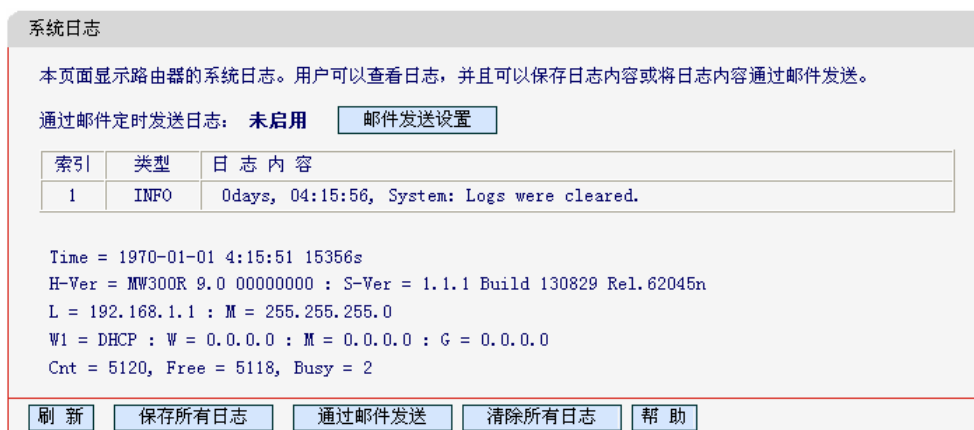 系统日志
本页面显示路由器的系统日志。用户可以查看日志，并且可以保存日志内容或将日志内容通过邮件发送。
通过邮件定时发送日志： 未启用 邮件发送设置
索引 类型 日 志 内 容
1 INFO 0days, 04:15:56, System: Logs were cleared.
Time = 1970-01-01 4:15:51 15356s
H-Ver = MW300R 9.0 00000000 : S-Ver = 1.1.1 Build 130829 Rel.62045n
L = 192.168.1.1 : M = 255.255.255.0
W1 = DHCP : W = 0.0.0.0 : M = 0.0.0.0 : G = 0.0.0.0
Cnt = 5120, Free = 5118, Busy = 2
刷 新 保存所有日志 通过邮件发送 清除所有日志 帮 助